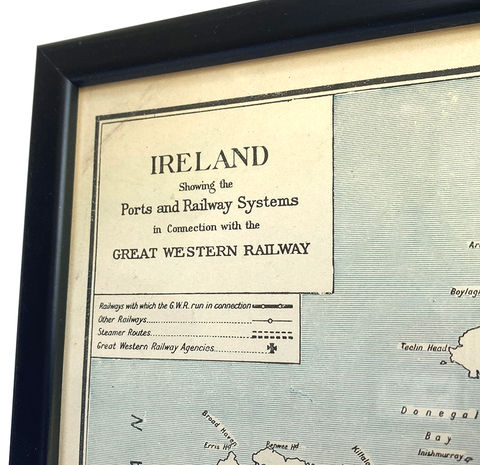 IRELAND
Showing the
Ports and Railway Systems
in Connection with the
GREAT WESTERN RAILWAY
Railways with which the G.W.R. run in connection
Other Railways
Steamer Routes
Great Western Railway Agencies
Teelin Head
Donegal
Bay
Inishmurray
Broad Haven
Erris Hd
Benwee Hd
N